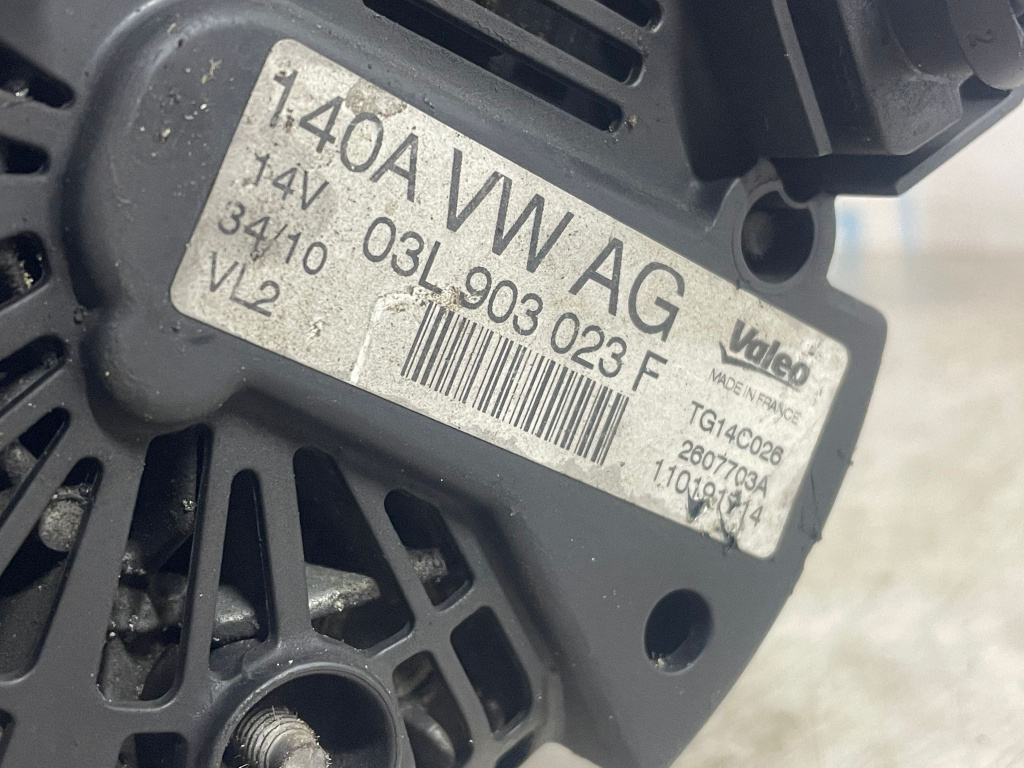 140A VW AG
14V
03L 903 023 F
34/10
VL2
Valeo
MADE IN FRANCE
TG14C026
2607703A